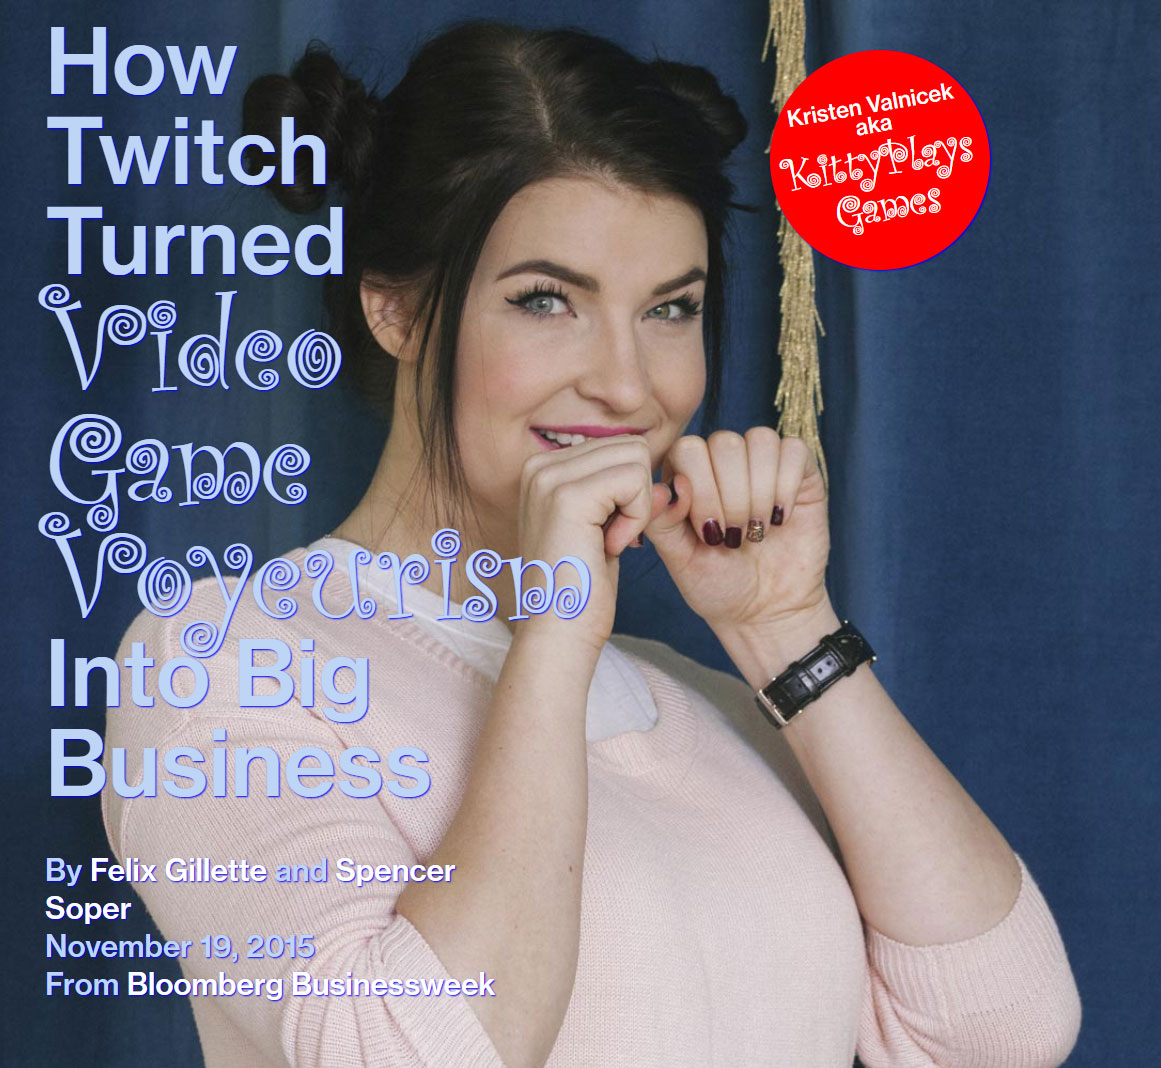 How
Twitch
Turned
Video
Game
Voyeurism
Into Big
Business
By Felix Gillette and Spencer
Soper
November 19, 2015
From Bloomberg Businessweek
Kristen Valnicek
aka
KittyPlays
Games